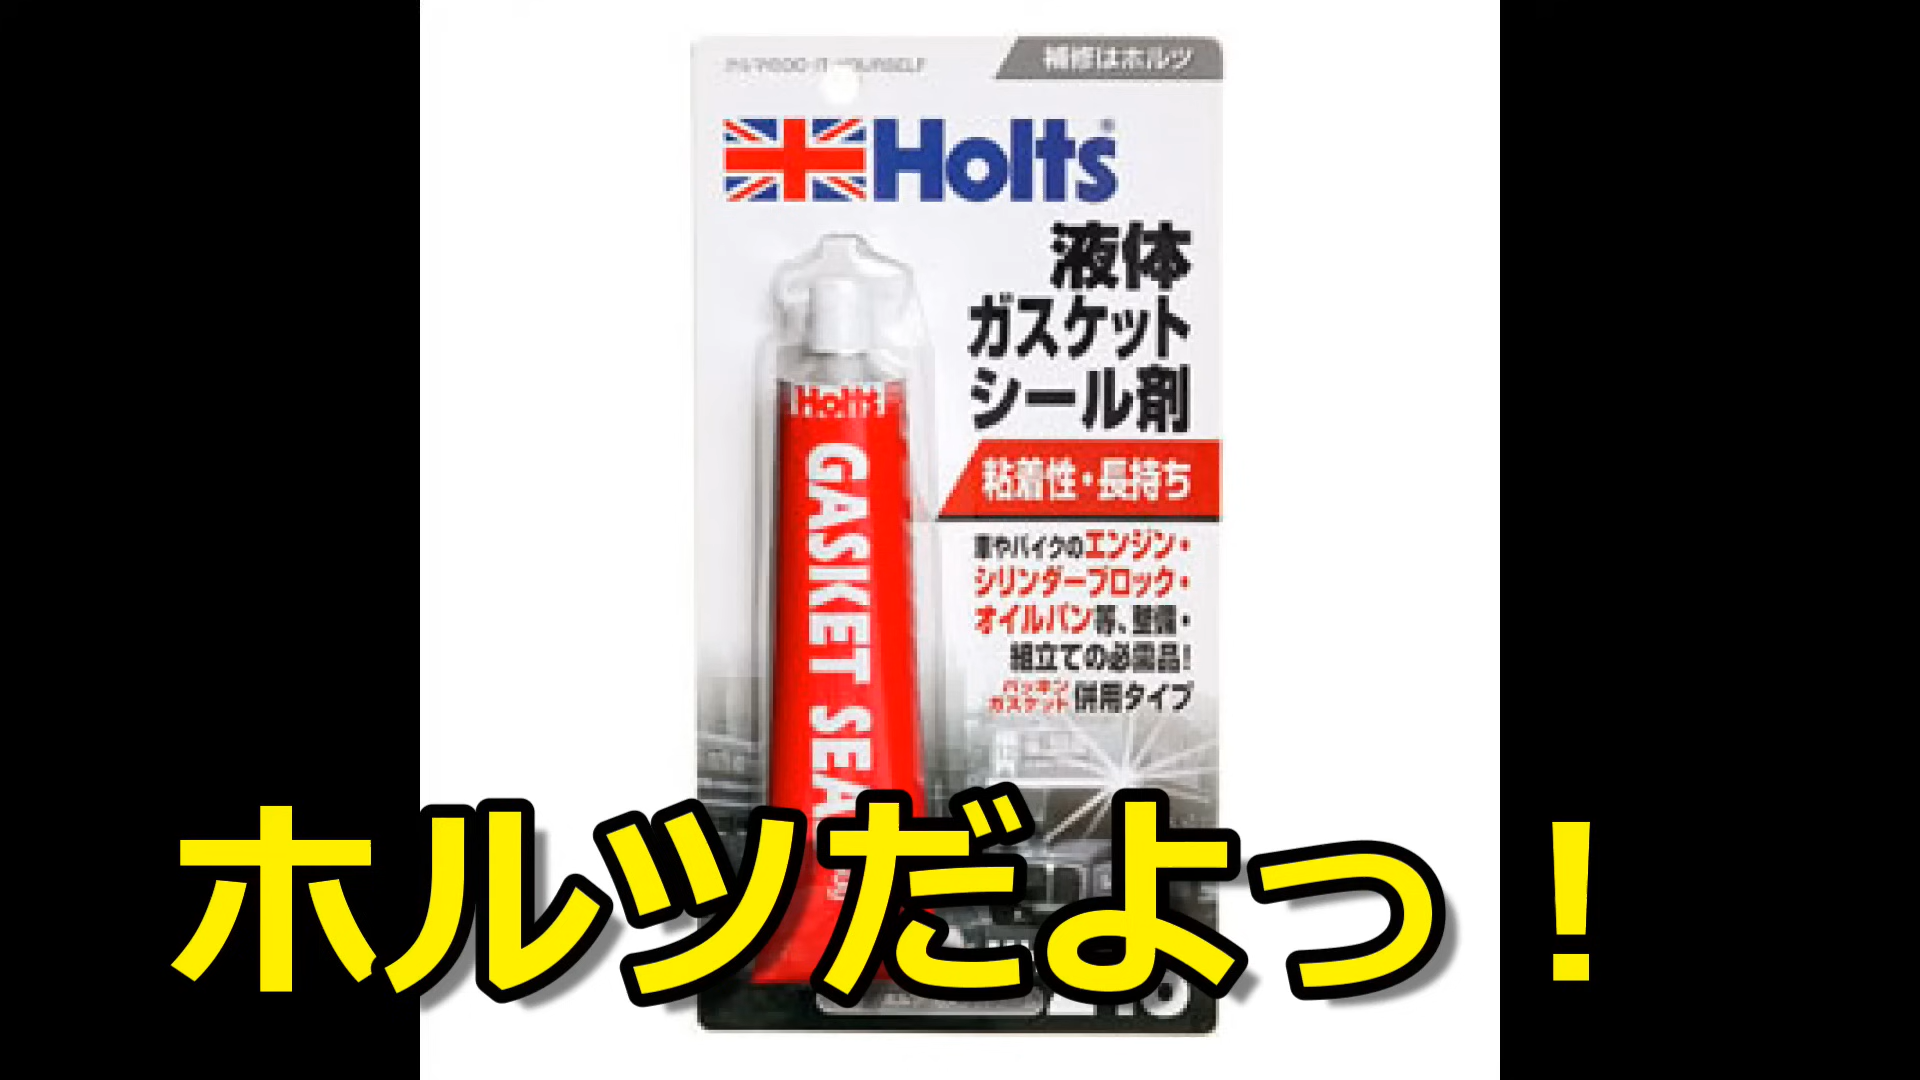 補修はホルツ
Holts
液体
ガスケット
シール剤
粘着性・長持ち
車やバイクのエンジン・
シリンダーブロック・
オイルパン等、整備・
組立ての必需品!
パッキン
ガスケット
併用タイプ
Holts
GASKET SEA
ホルツだよっ！